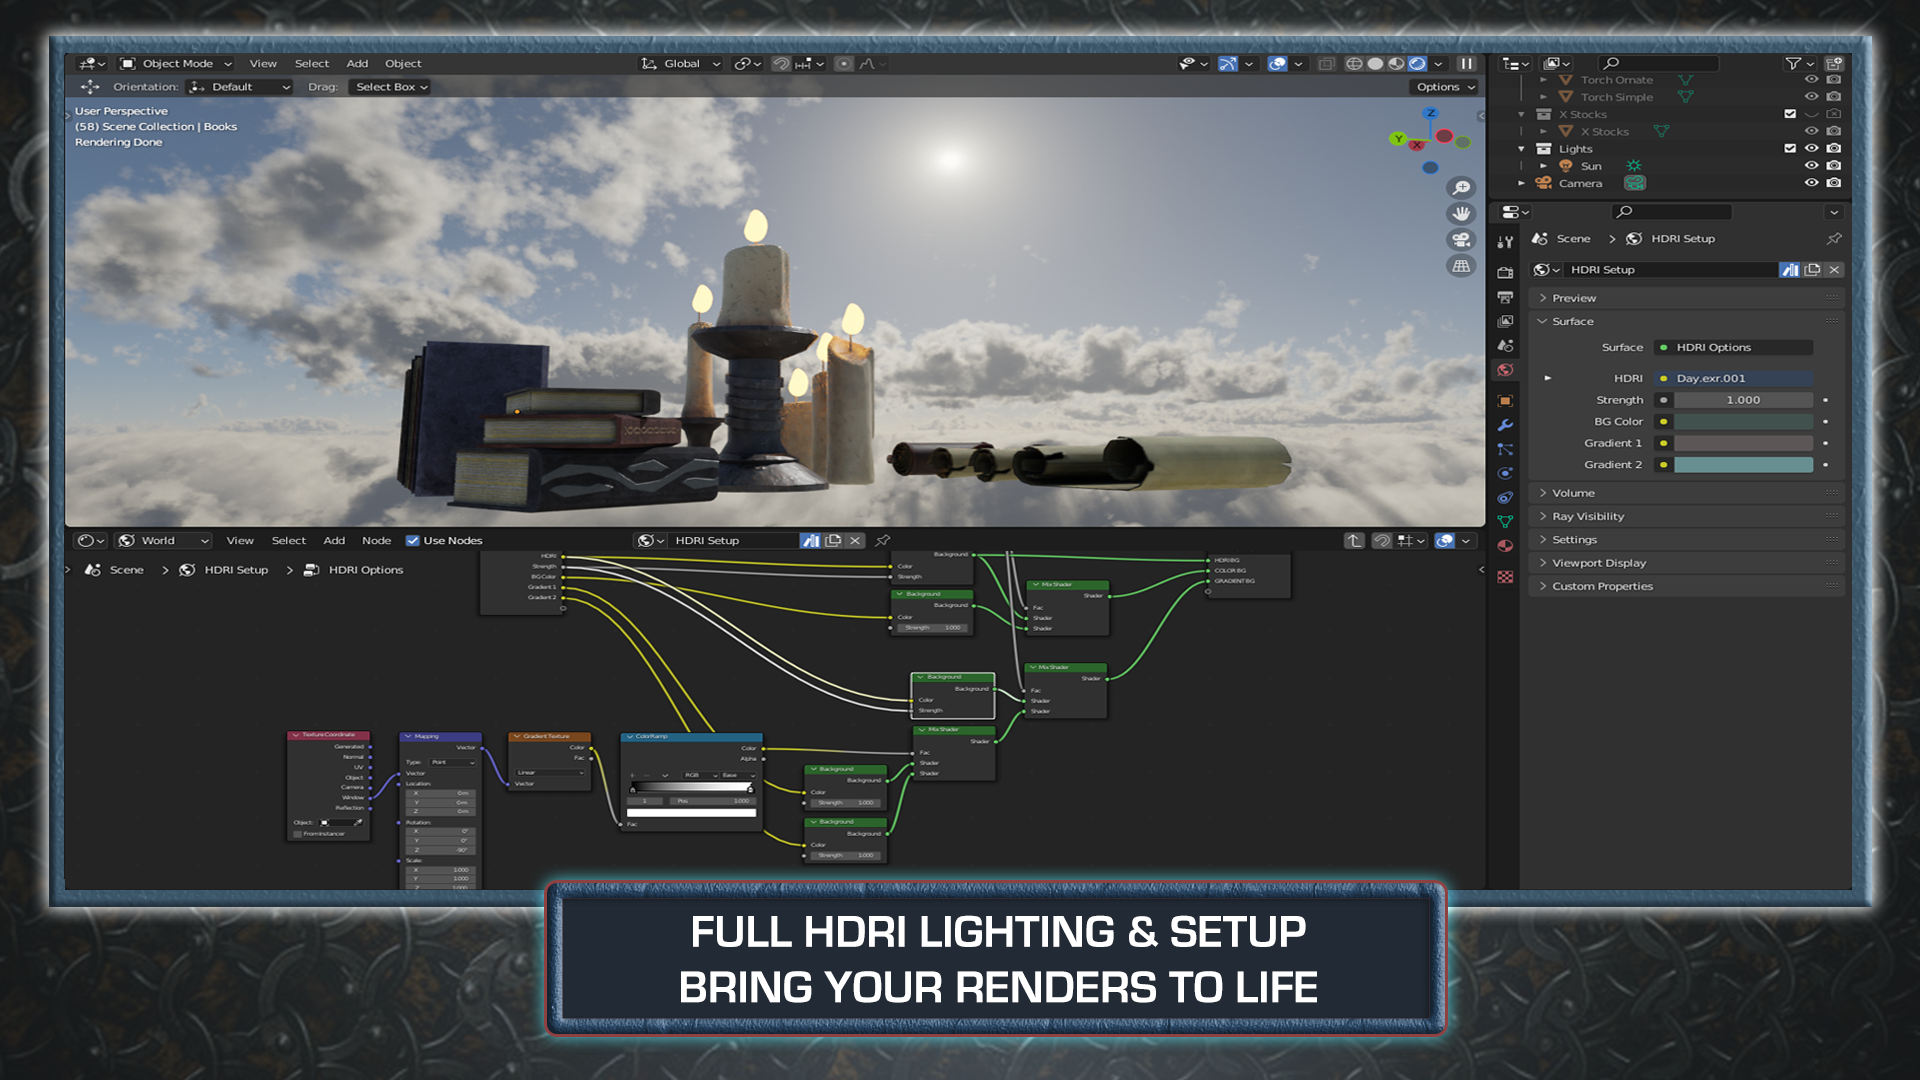 Object Mode View Select Add Object Global
Orientation: Default Drag: Select Box Options
User Perspective
(58) Scene Collection | Books
Rendering Done
Z
Y
X
Torch Ornate
Torch Simple
X Stocks
X Stocks
Lights
Sun
Camera
Scene > HDRI Setup
HDRI Setup
Preview
Surface
Surface HDRI Options
HDRI Day.exr.001
Strength 1.000
BG Color
Gradient 1
Gradient 2
Volume
Ray Visibility
Settings
Viewport Display
Custom Properties
World View Select Add Node Use Nodes HDRI Setup
Scene > HDRI Setup > HDRI Options
HDRI
Strength
BG Color
Gradient 1
Gradient 2
Background
Color
Strength
Background
Background
Color
Strength 1.000
Mix Shader
Shader
Fac
Shader
Shader
HDRI BG
COLOR BG
GRADIENT BG
Background
Background
Color
Strength
Mix Shader
Shader
Fac
Shader
Shader
Mix Shader
Shader
Fac
Shader
Shader
Texture Coordinate
Generated
Normal
UV
Object
Camera
Window
Reflection
Object:
From Instancer
Mapping
Vector
Type: Point
Vector
Location:
X 0m
Y 0m
Z 0m
Rotation:
X 0°
Y 0°
Z -90°
Scale:
X 1.000
Y 1.000
Z 1.000
Gradient Texture
Color
Fac
Linear
Vector
ColorRamp
Color
Alpha
RGB Ease
1 Pos 1.000
Fac
Background
Background
Color
Strength 1.000
Background
Background
Color
Strength 1.000
FULL HDRI LIGHTING & SETUP
BRING YOUR RENDERS TO LIFE